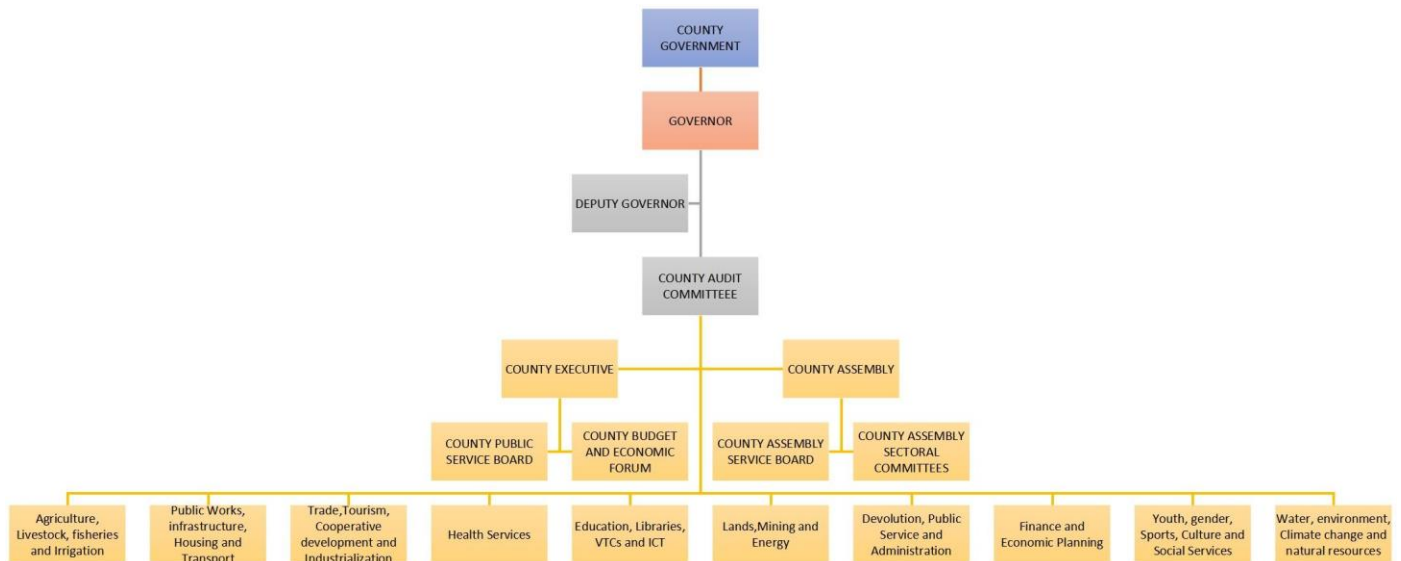 COUNTY
GOVERNMENT
GOVERNOR
DEPUTY GOVERNOR
COUNTY AUDIT
COMMITTEEE
COUNTY EXECUTIVE
COUNTY ASSEMBLY
COUNTY PUBLIC
SERVICE BOARD
COUNTY BUDGET
AND ECONOMIC
FORUM
COUNTY ASSEMBLY
SERVICE BOARD
COUNTY ASSEMBLY
SECTORAL
COMMITTEES
Agriculture,
Livestock, fisheries
and Irrigation
Public Works,
infrastructure,
Housing and
Transport
Trade,Tourism,
Cooperative
development and
Industrialization
Health Services
Education, Libraries,
VTCs and ICT
Lands,Mining and
Energy
Devolution, Public
Service and
Administration
Finance and
Economic Planning
Youth, gender,
Sports, Culture and
Social Services
Water, environment,
Climate change and
natural resources